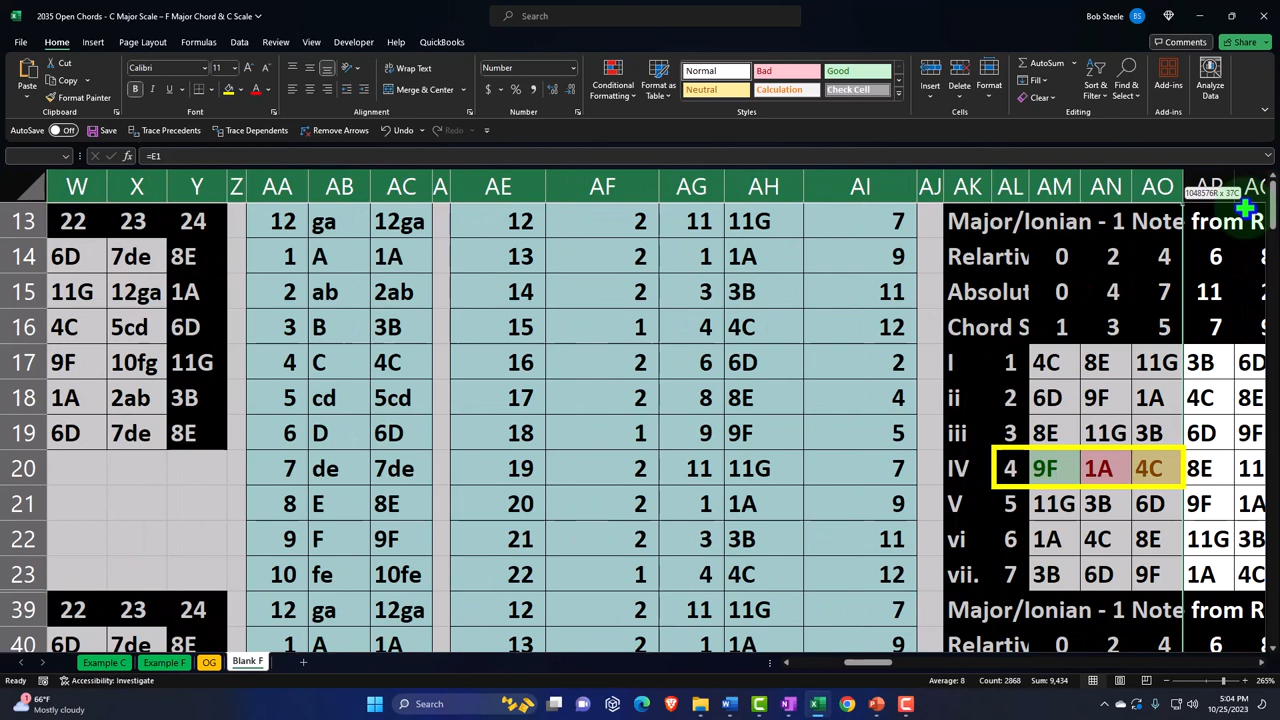 2035 Open Chords - C Major Scale – F Major Chord & C Scale
Search
Bob Steele BS
File Home Insert Page Layout Formulas Data Review View Developer Automate Help QuickBooks
Comments Share
Cut
Copy
Format Painter
Paste
Clipboard
Calibri 11
B I U
Font
Wrap Text
Merge & Center
Alignment
Number
$ % ,
Number
Conditional Formatting
Format as Table
Normal Bad Good
Neutral Calculation Check Cell
Styles
Insert Delete Format
Cells
AutoSum
Fill
Clear
Sort & Filter
Find & Select
Editing
Add-ins
Add-ins
Analyze Data
AutoSave Off Save Trace Precedents Trace Dependents Remove Arrows Undo Redo
fx =E1
W X Y Z AA AB AC A AE AF AG AH AI AJ AK AL AM AN AO AP AQ
1048576R x 37C
13 22 23 24 12 ga 12ga 12 2 11 11G 7 Major/Ionian - 1 Note from R
14 6D 7de 8E 1 A 1A 13 2 1 1A 9 Relartiv 0 2 4 6
15 11G 12ga 1A 2 ab 2ab 14 2 3 3B 11 Absolut 0 4 7 11
16 4C 5cd 6D 3 B 3B 15 1 4 4C 12 Chord S 1 3 5 7
17 9F 10fg 11G 4 C 4C 16 2 6 6D 2 I 1 4C 8E 11G 3B 6D
18 1A 2ab 3B 5 cd 5cd 17 2 8 8E 4 ii 2 6D 9F 1A 4C 8E
19 6D 7de 8E 6 D 6D 18 1 9 9F 5 iii 3 8E 11G 3B 6D 9F
20 7 de 7de 19 2 11 11G 7 IV 4 9F 1A 4C 8E 11
21 8 E 8E 20 2 1 1A 9 V 5 11G 3B 6D 9F 1A
22 9 F 9F 21 2 3 3B 11 vi 6 1A 4C 8E 11G 3B
23 10 fe 10fe 22 1 4 4C 12 vii. 7 3B 6D 9F 1A 4C
39 22 23 24 12 ga 12ga 12 2 11 11G 7 Major/Ionian - 1 Note from R
40 6D 7de 8E 1 A 1A 13 2 1 1A 9 Relartiv 0 2 4 6
Example C Example F OG Blank F
Ready Accessibility: Investigate Average: 8 Count: 2868 Sum: 9,434 265%
66°F
Mostly cloudy
Search
5:04 PM
10/25/2023